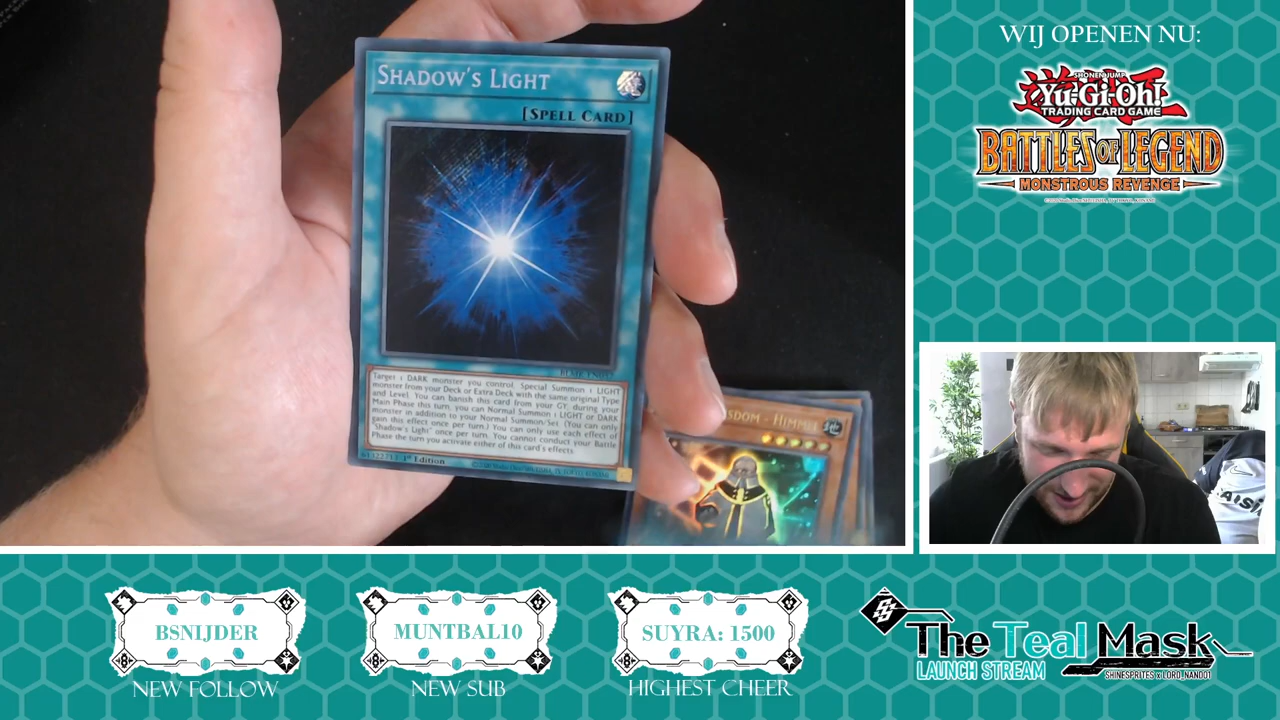 SHADOW'S LIGHT
[SPELL CARD]
Target 1 DARK monster you control. Special Summon 1 LIGHT
monster from your Deck or Extra Deck with the same original Type
and Level. You can banish this card from your GY, during your
Main Phase this turn, you can Normal Summon 1 LIGHT or DARK
monster in addition to your Normal Summon/Set. (You can only
gain this effect once per turn.) You can only use each effect of
"Shadow's Light" once per turn. You cannot conduct your Battle
Phase the turn you activate either of this card's effects.
1st Edition
WIJ OPENEN NU:
SHONEN JUMP
Yu-Gi-Oh!
TRADING CARD GAME
BATTLES OF LEGEND
MONSTROUS REVENGE
BSNIJDER
NEW FOLLOW
MUNTBAL10
NEW SUB
SUYRA: 1500
HIGHEST CHEER
The Teal Mask
LAUNCH STREAM
SHINESPRITES X LORD_NANDO1